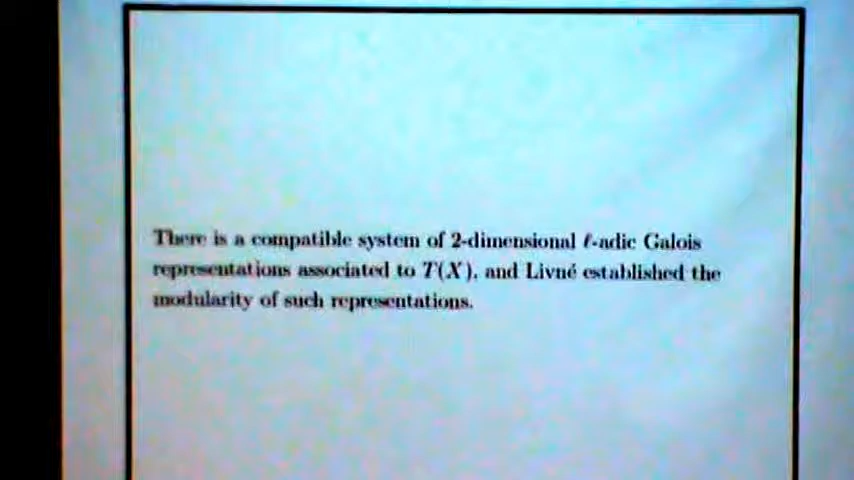 There is a compatible system of 2-dimensional ℓ-adic Galois
representations associated to T(X), and Livné established the
modularity of such representations.